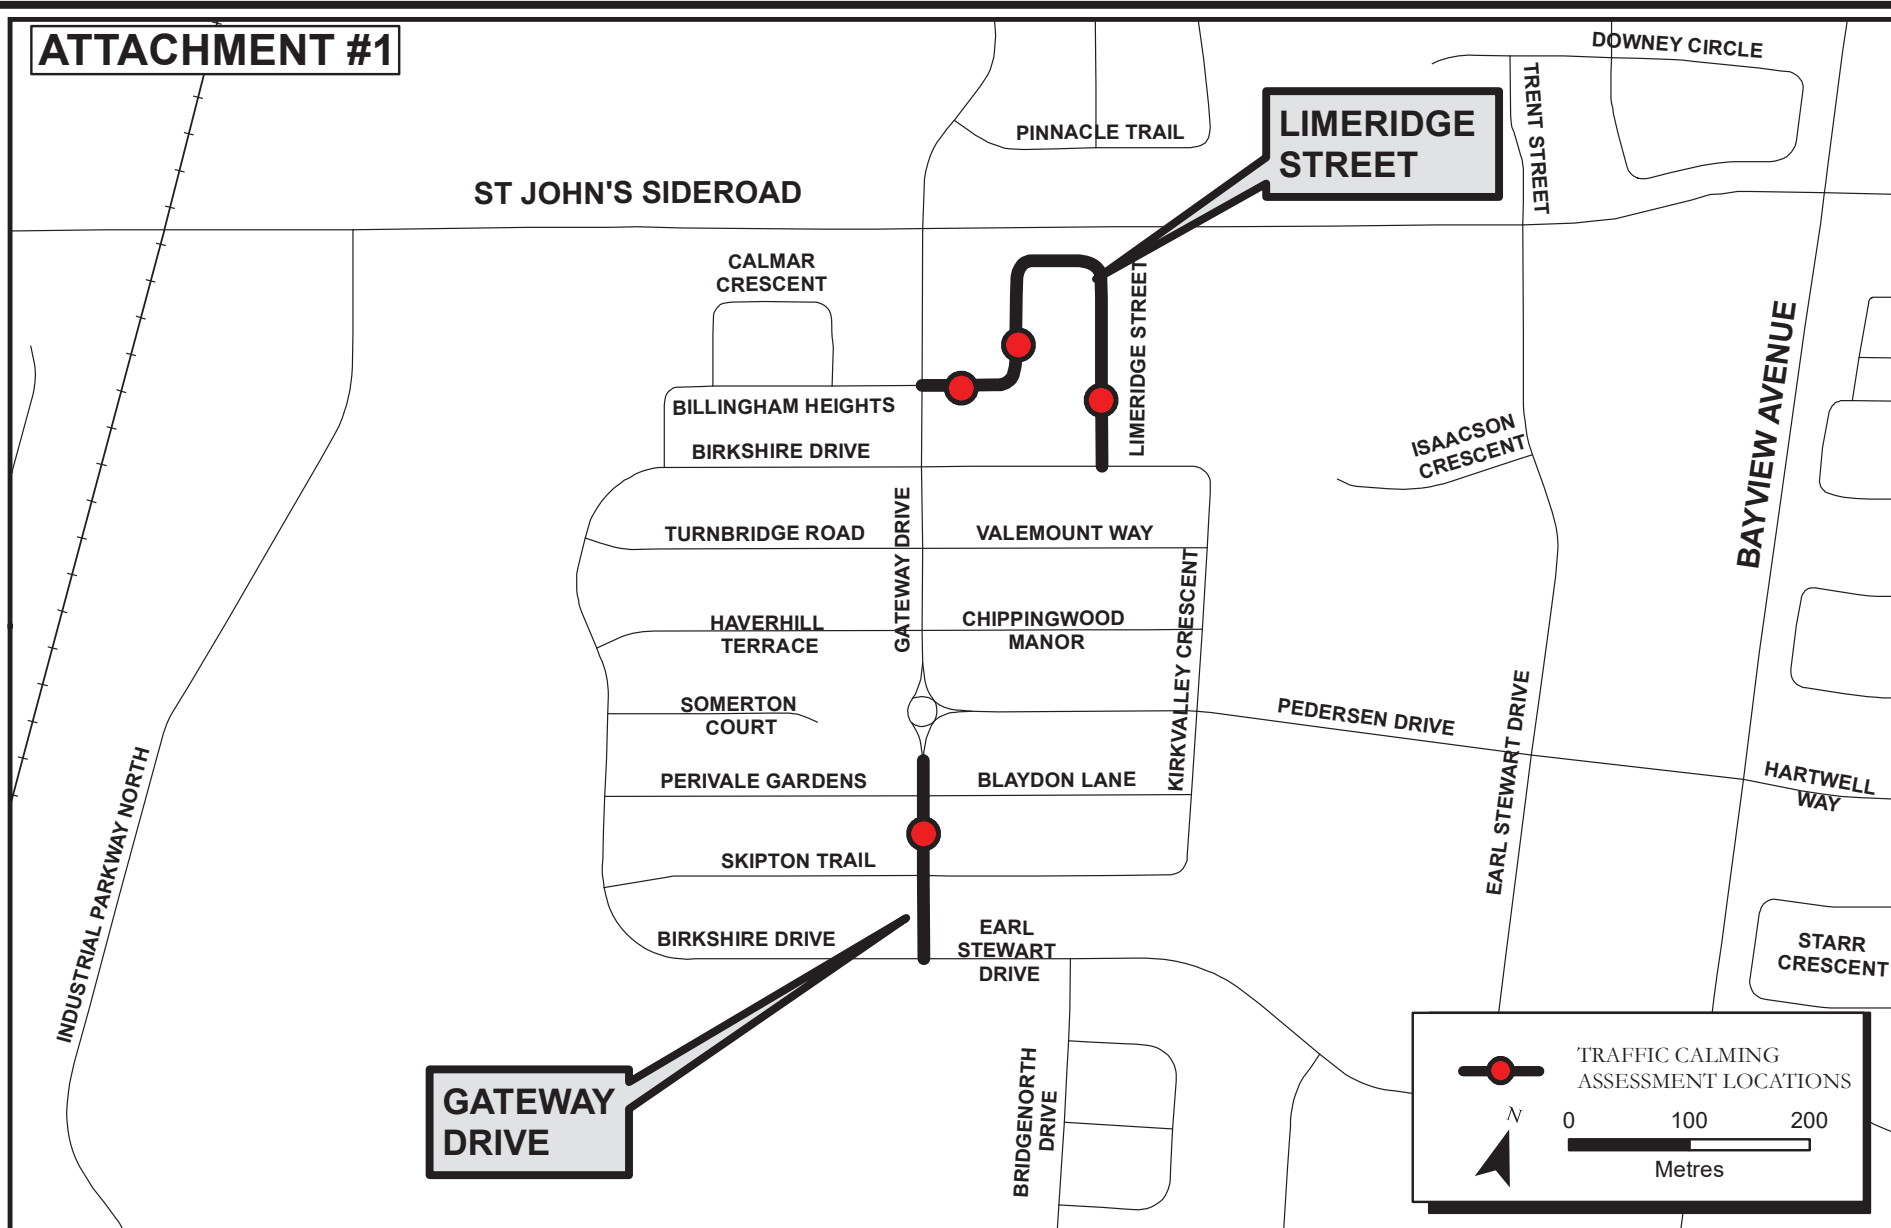 ATTACHMENT #1
DOWNEY CIRCLE
TRENT STREET
PINNACLE TRAIL
LIMERIDGE
STREET
ST JOHN'S SIDEROAD
CALMAR
CRESCENT
LIMERIDGE STREET
BAYVIEW AVENUE
BILLINGHAM HEIGHTS
BIRKSHIRE DRIVE
ISAACSON
CRESCENT
GATEWAY DRIVE
TURNBRIDGE ROAD
VALEMOUNT WAY
KIRKVALLEY CRESCENT
HAVERHILL
TERRACE
CHIPPINGWOOD
MANOR
SOMERTON
COURT
PEDERSEN DRIVE
EARL STEWART DRIVE
INDUSTRIAL PARKWAY NORTH
PERIVALE GARDENS
BLAYDON LANE
HARTWELL
WAY
SKIPTON TRAIL
BIRKSHIRE DRIVE
EARL
STEWART
DRIVE
STARR
CRESCENT
GATEWAY
DRIVE
BRIDGENORTH
DRIVE
TRAFFIC CALMING
ASSESSMENT LOCATIONS
N
0 100 200
Metres